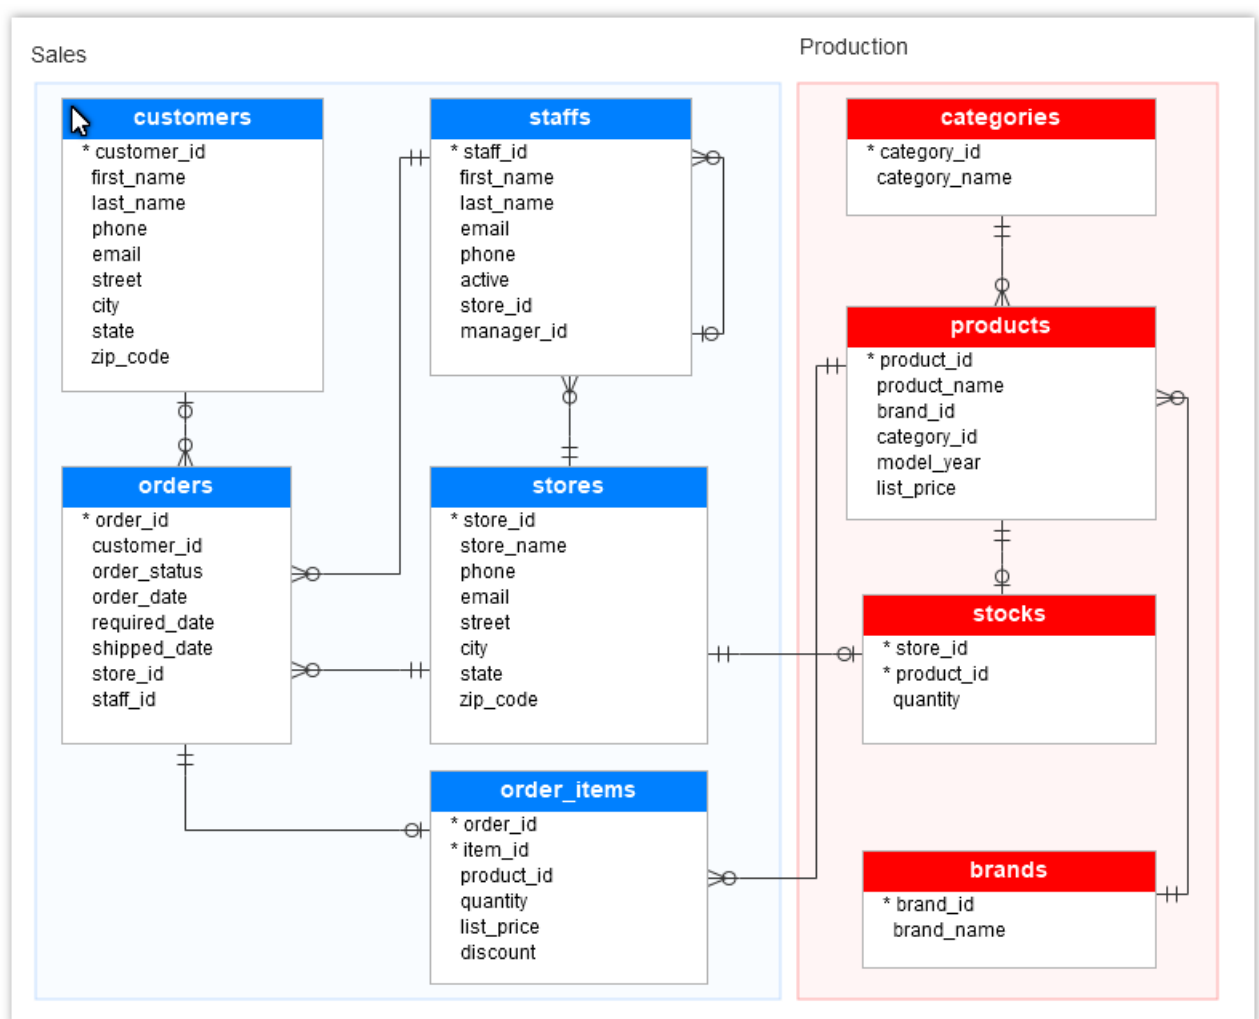 Sales
Production
customers
* customer_id
first_name
last_name
phone
email
street
city
state
zip_code
staffs
* staff_id
first_name
last_name
email
phone
active
store_id
manager_id
categories
* category_id
category_name
products
* product_id
product_name
brand_id
category_id
model_year
list_price
orders
* order_id
customer_id
order_status
order_date
required_date
shipped_date
store_id
staff_id
stores
* store_id
store_name
phone
email
street
city
state
zip_code
stocks
* store_id
* product_id
quantity
order_items
* order_id
* item_id
product_id
quantity
list_price
discount
brands
* brand_id
brand_name